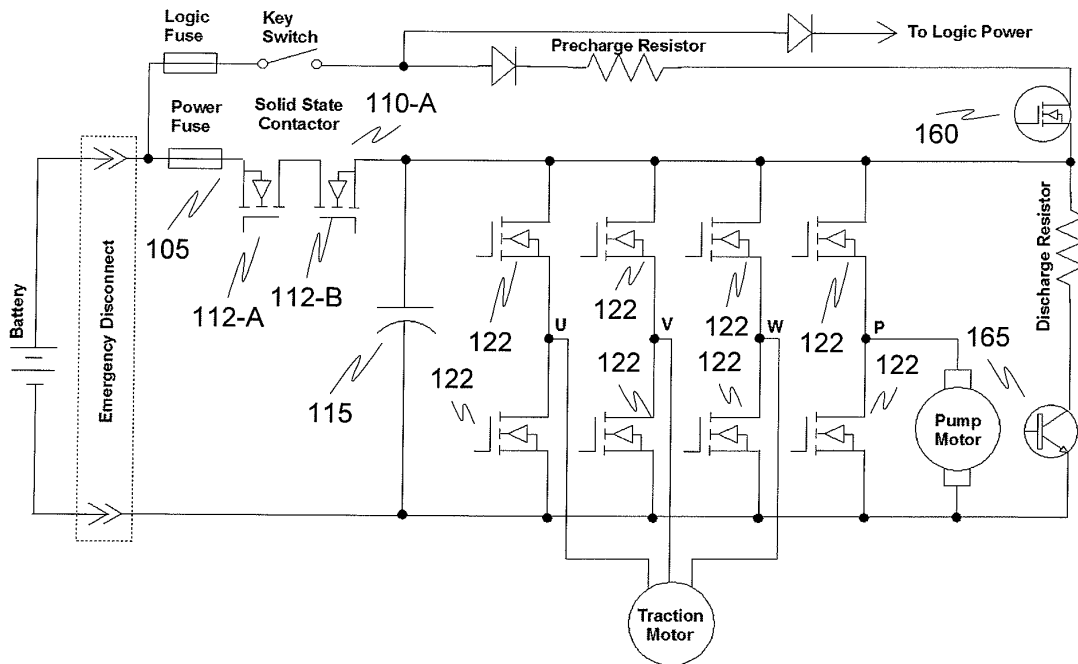 Logic
Fuse
Key
Switch
To Logic Power
Precharge Resistor
Power
Fuse
Solid State
Contactor
110-A
160
105
112-A
112-B
115
Battery
Emergency Disconnect
122
122
122
122
U
V
W
P
122
122
122
122
165
Discharge Resistor
Pump
Motor
Traction
Motor